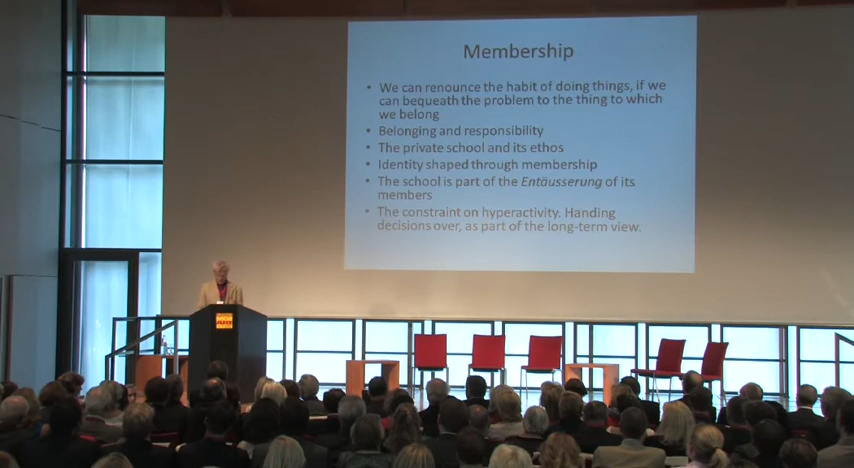 Membership
• We can renounce the habit of doing things, if we
can bequeath the problem to the thing to which
we belong
• Belonging and responsibility
• The private school and its ethos
• Identity shaped through membership
• The school is part of the Entäusserung of its
members
• The constraint on hyperactivity. Handing
decisions over, as part of the long-term view.